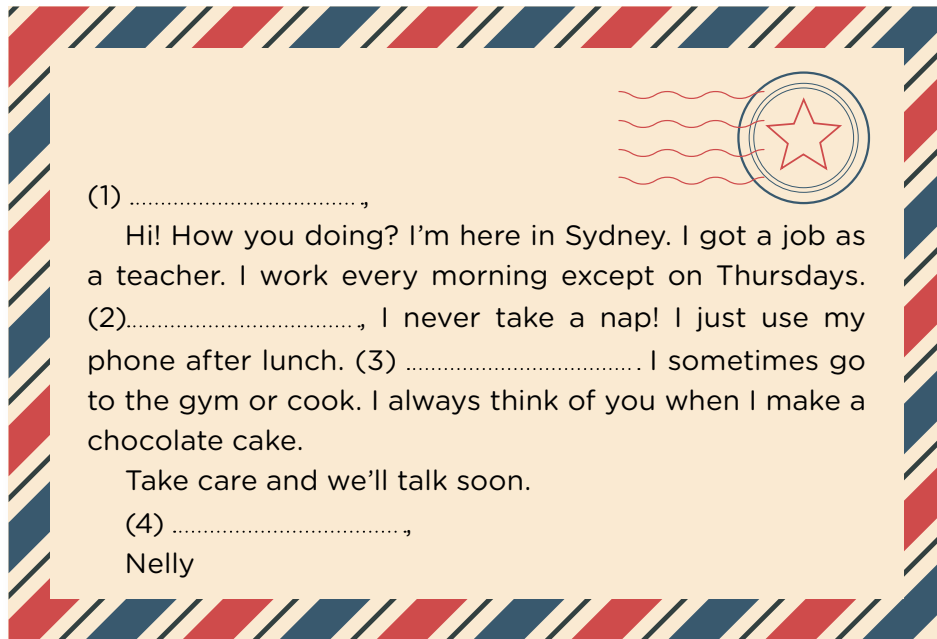 (1) ......................................,
Hi! How you doing? I'm here in Sydney. I got a job as
a teacher. I work every morning except on Thursdays.
(2)......................................, I never take a nap! I just use my
phone after lunch. (3) ...................................... . I sometimes go
to the gym or cook. I always think of you when I make a
chocolate cake.
Take care and we'll talk soon.
(4) ......................................,
Nelly